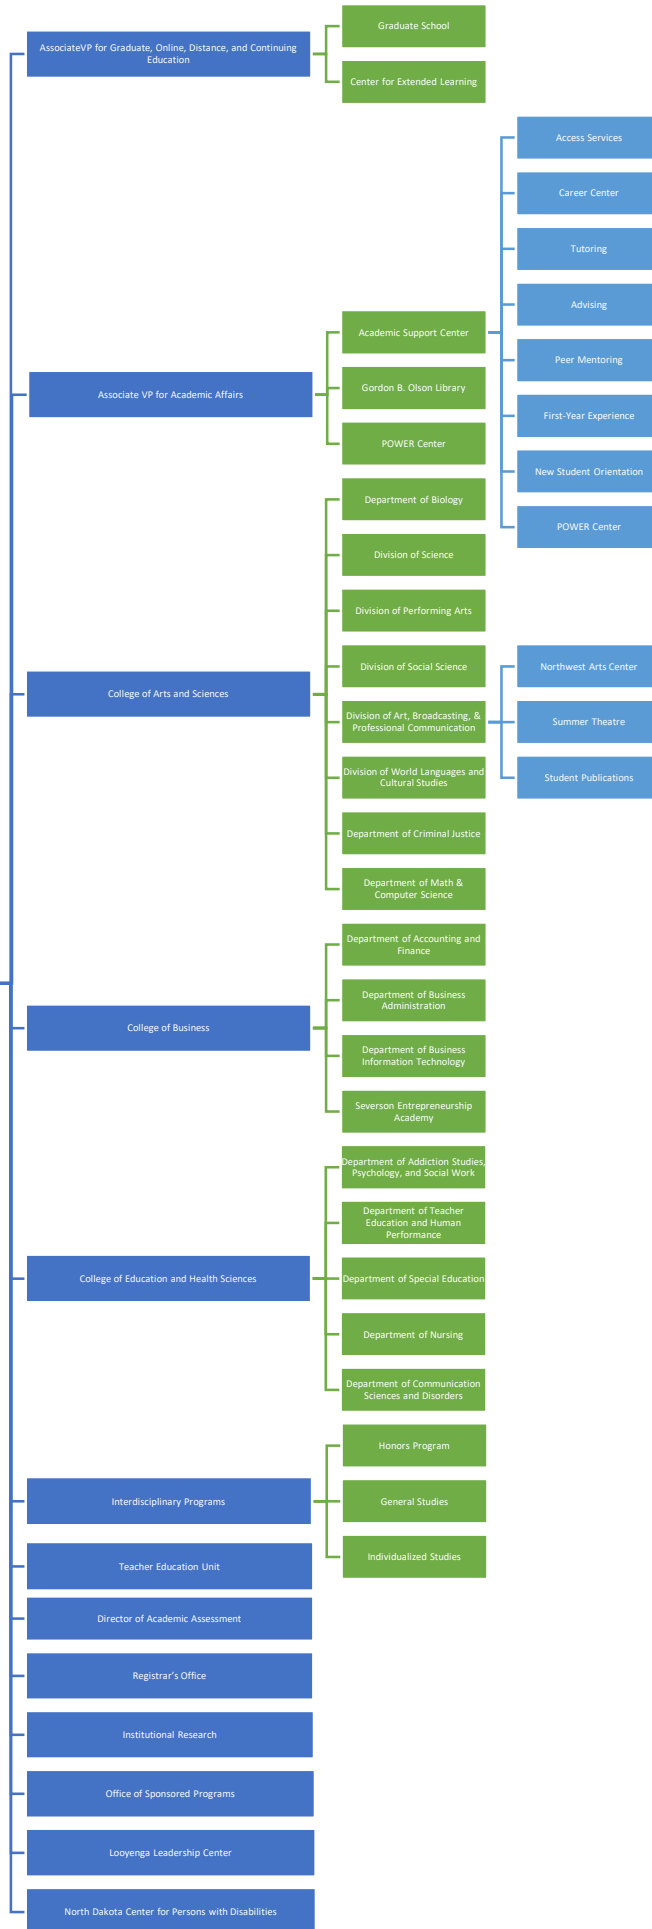 AssociateVP for Graduate, Online, Distance, and Continuing
Education
Graduate School
Center for Extended Learning
Associate VP for Academic Affairs
Academic Support Center
Access Services
Career Center
Tutoring
Advising
Peer Mentoring
First-Year Experience
New Student Orientation
POWER Center
Gordon B. Olson Library
POWER Center
College of Arts and Sciences
Department of Biology
Division of Science
Division of Performing Arts
Division of Social Science
Division of Art, Broadcasting, &
Professional Communication
Northwest Arts Center
Summer Theatre
Student Publications
Division of World Languages and
Cultural Studies
Department of Criminal Justice
Department of Math &
Computer Science
College of Business
Department of Accounting and
Finance
Department of Business
Administration
Department of Business
Information Technology
Severson Entrepreneurship
Academy
College of Education and Health Sciences
Department of Addiction Studies,
Psychology, and Social Work
Department of Teacher
Education and Human
Performance
Department of Special Education
Department of Nursing
Department of Communication
Sciences and Disorders
Interdisciplinary Programs
Honors Program
General Studies
Individualized Studies
Teacher Education Unit
Director of Academic Assessment
Registrar's Office
Institutional Research
Office of Sponsored Programs
Looyenga Leadership Center
North Dakota Center for Persons with Disabilities